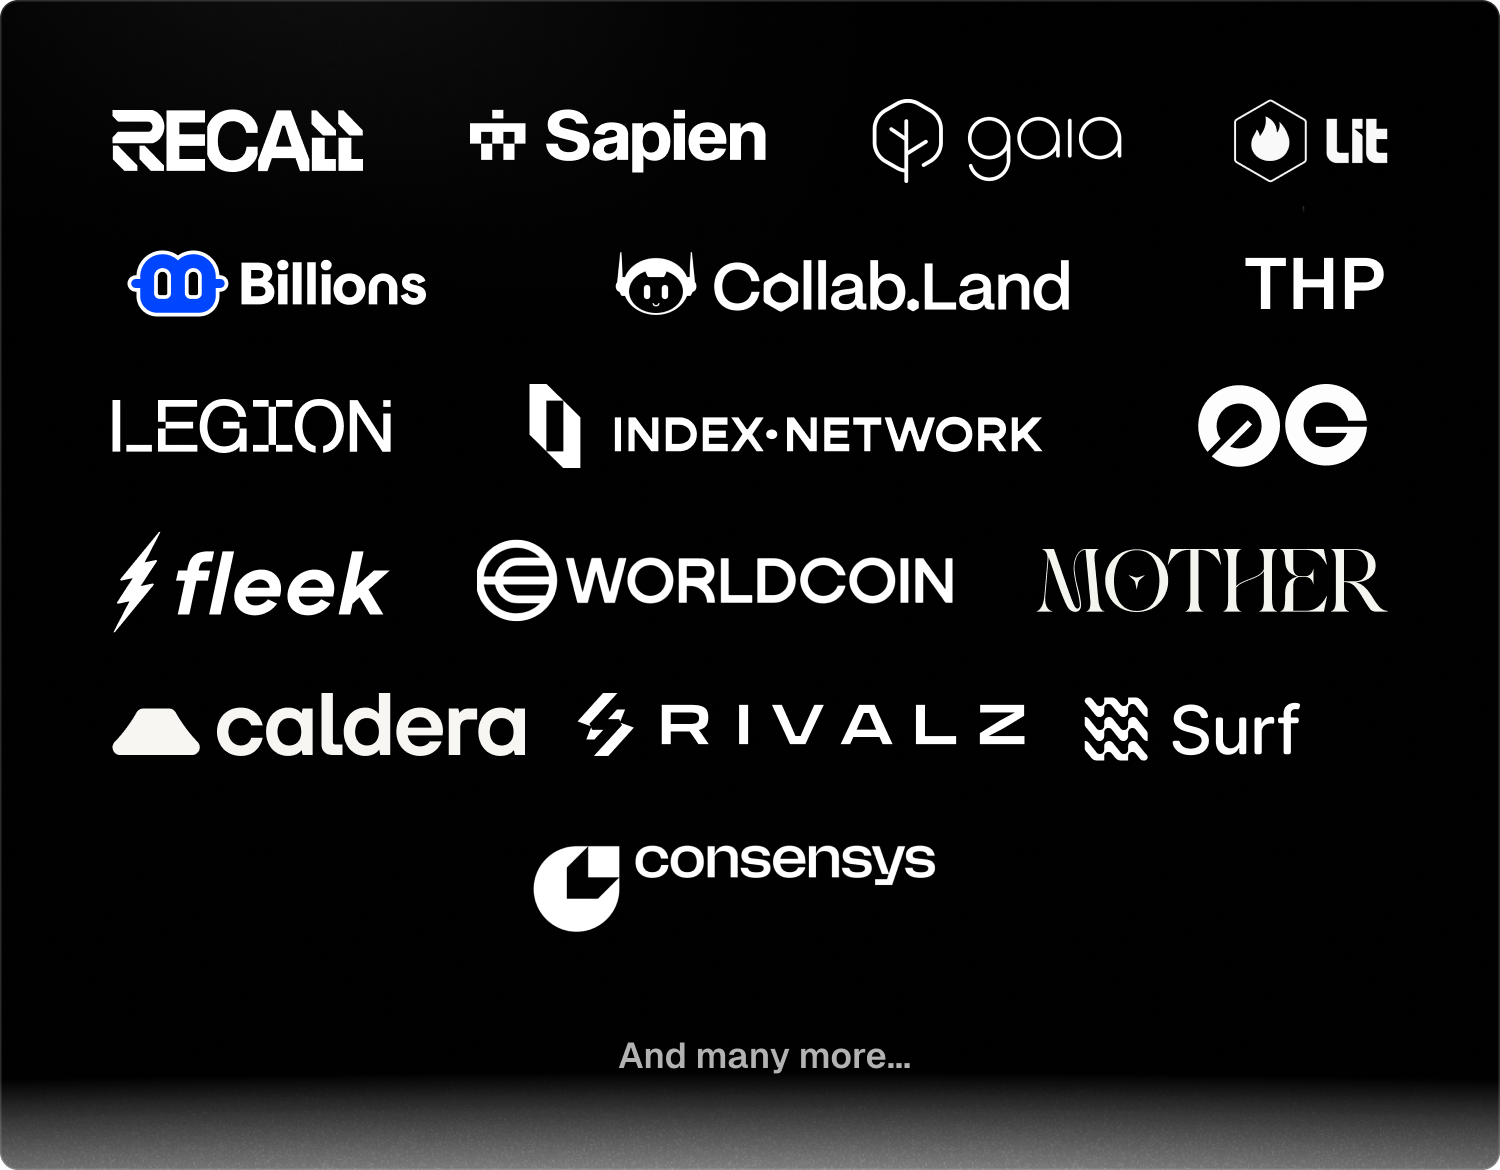 RECALL Sapien gaia Lit
Billions Collab.Land THP
LEGION INDEX·NETWORK 0G
fleek WORLDCOIN MOTHER
caldera RIVALZ Surf
consensys
And many more...